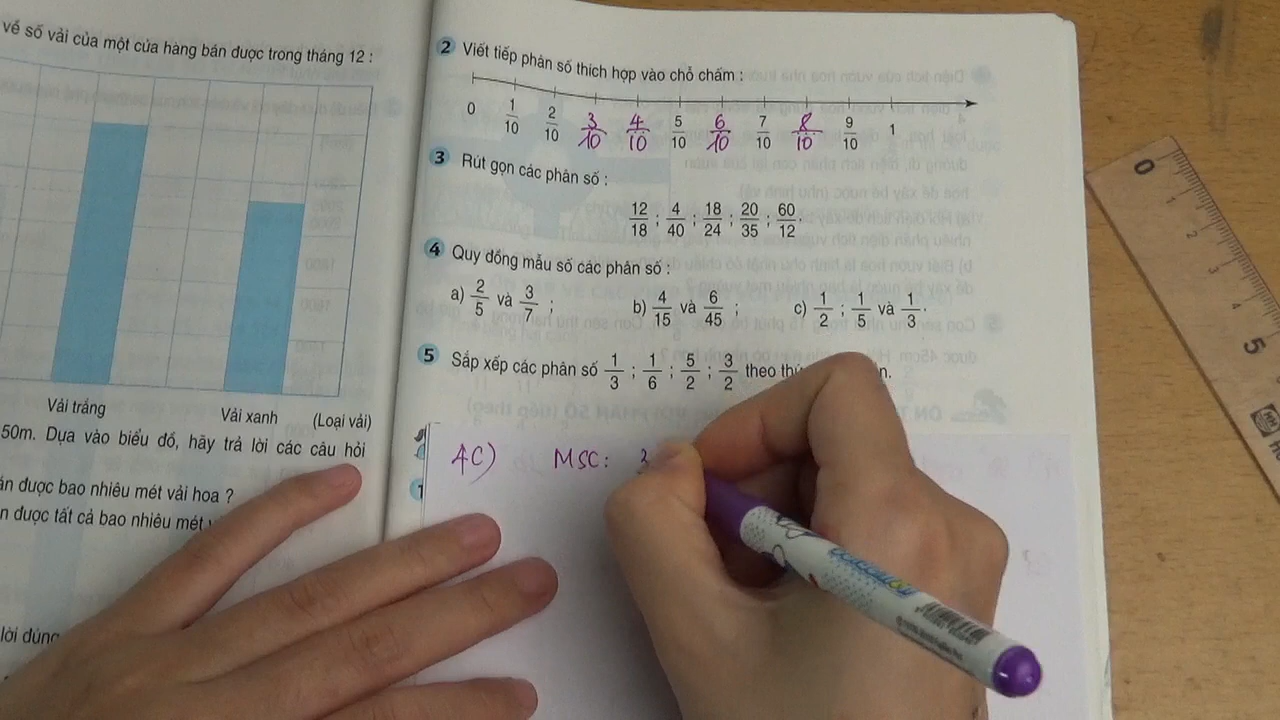 vẽ số vải của một cửa hàng bán được trong tháng 12 :
Vải trắng
Vải xanh
(Loại vải)
50m. Dựa vào biểu đồ, hãy trả lời các câu hỏi
án được bao nhiêu mét vải hoa ?
n được tất cả bao nhiêu mét
lời đúng
2 Viết tiếp phân số thích hợp vào chỗ chấm :
0 1/10 2/10 3/10 4/10 5/10 6/10 7/10 8/10 9/10 1
3 Rút gọn các phân số :
12/18 ; 4/40 ; 18/24 ; 20/35 ; 60/12.
4 Quy đồng mẫu số các phân số :
a) 2/5 và 3/7 ; b) 4/15 và 6/45 ; c) 1/2 ; 1/5 và 1/3.
5 Sắp xếp các phân số 1/3 ; 1/6 ; 5/2 ; 3/2 theo thứ n.
4C) MSC:
0 1 2 3 4 5